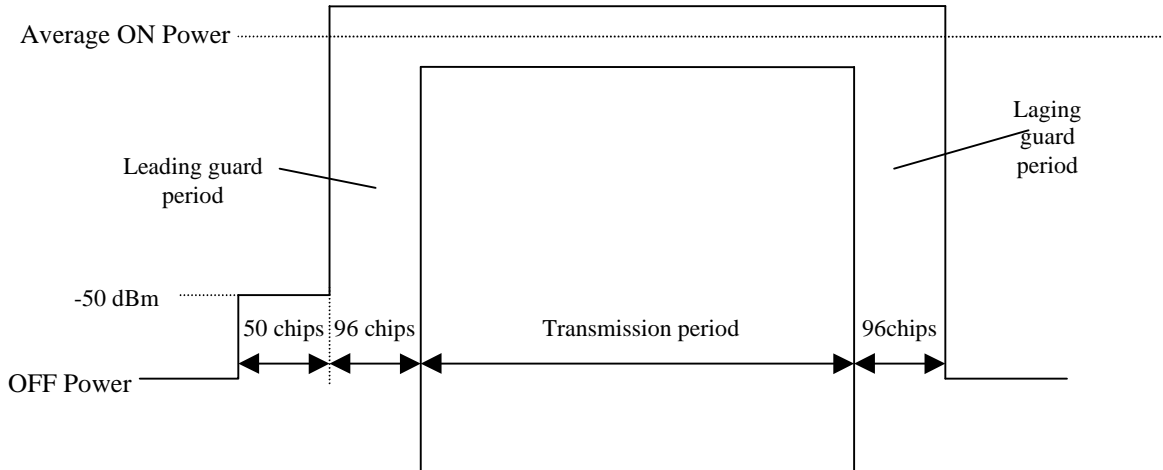 Average ON Power
Laging
guard
period
Leading guard
period
-50 dBm
50 chips
96 chips
Transmission period
96chips
OFF Power